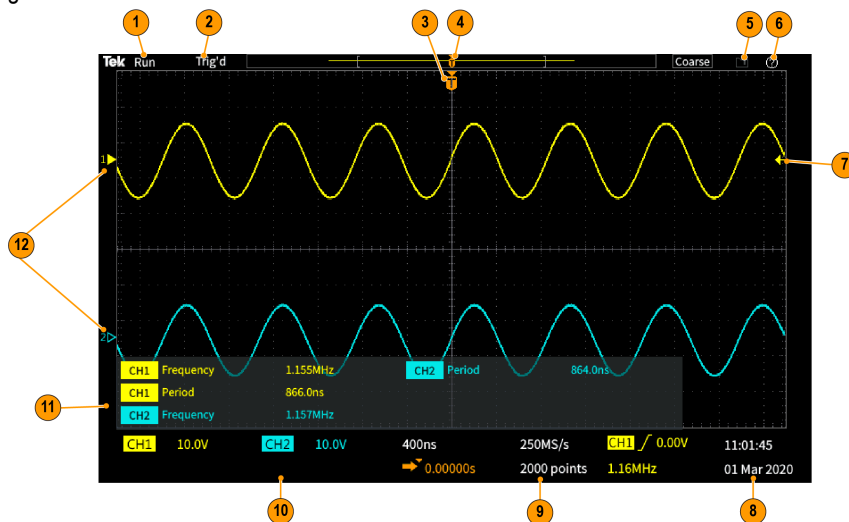 1 2 3 4 5 6
Tek Run Trig'd T Coarse ?
T
1
7
12
2
CH1 Frequency 1.155MHz CH2 Period 864.0ns
CH1 Period 866.0ns
11
CH2 Frequency 1.157MHz
CH1 10.0V CH2 10.0V 400ns 250MS/s CH1 0.00V 11:01:45
0.00000s 2000 points 1.16MHz 01 Mar 2020
10 9 8